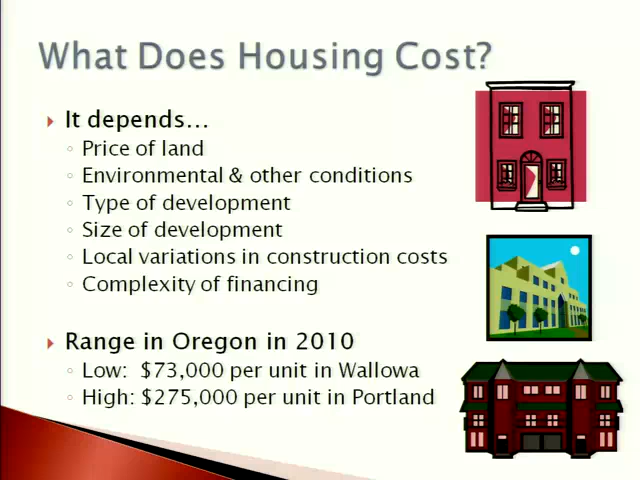 What Does Housing Cost?
It depends…
Price of land
Environmental & other conditions
Type of development
Size of development
Local variations in construction costs
Complexity of financing
Range in Oregon in 2010
Low: $73,000 per unit in Wallowa
High: $275,000 per unit in Portland